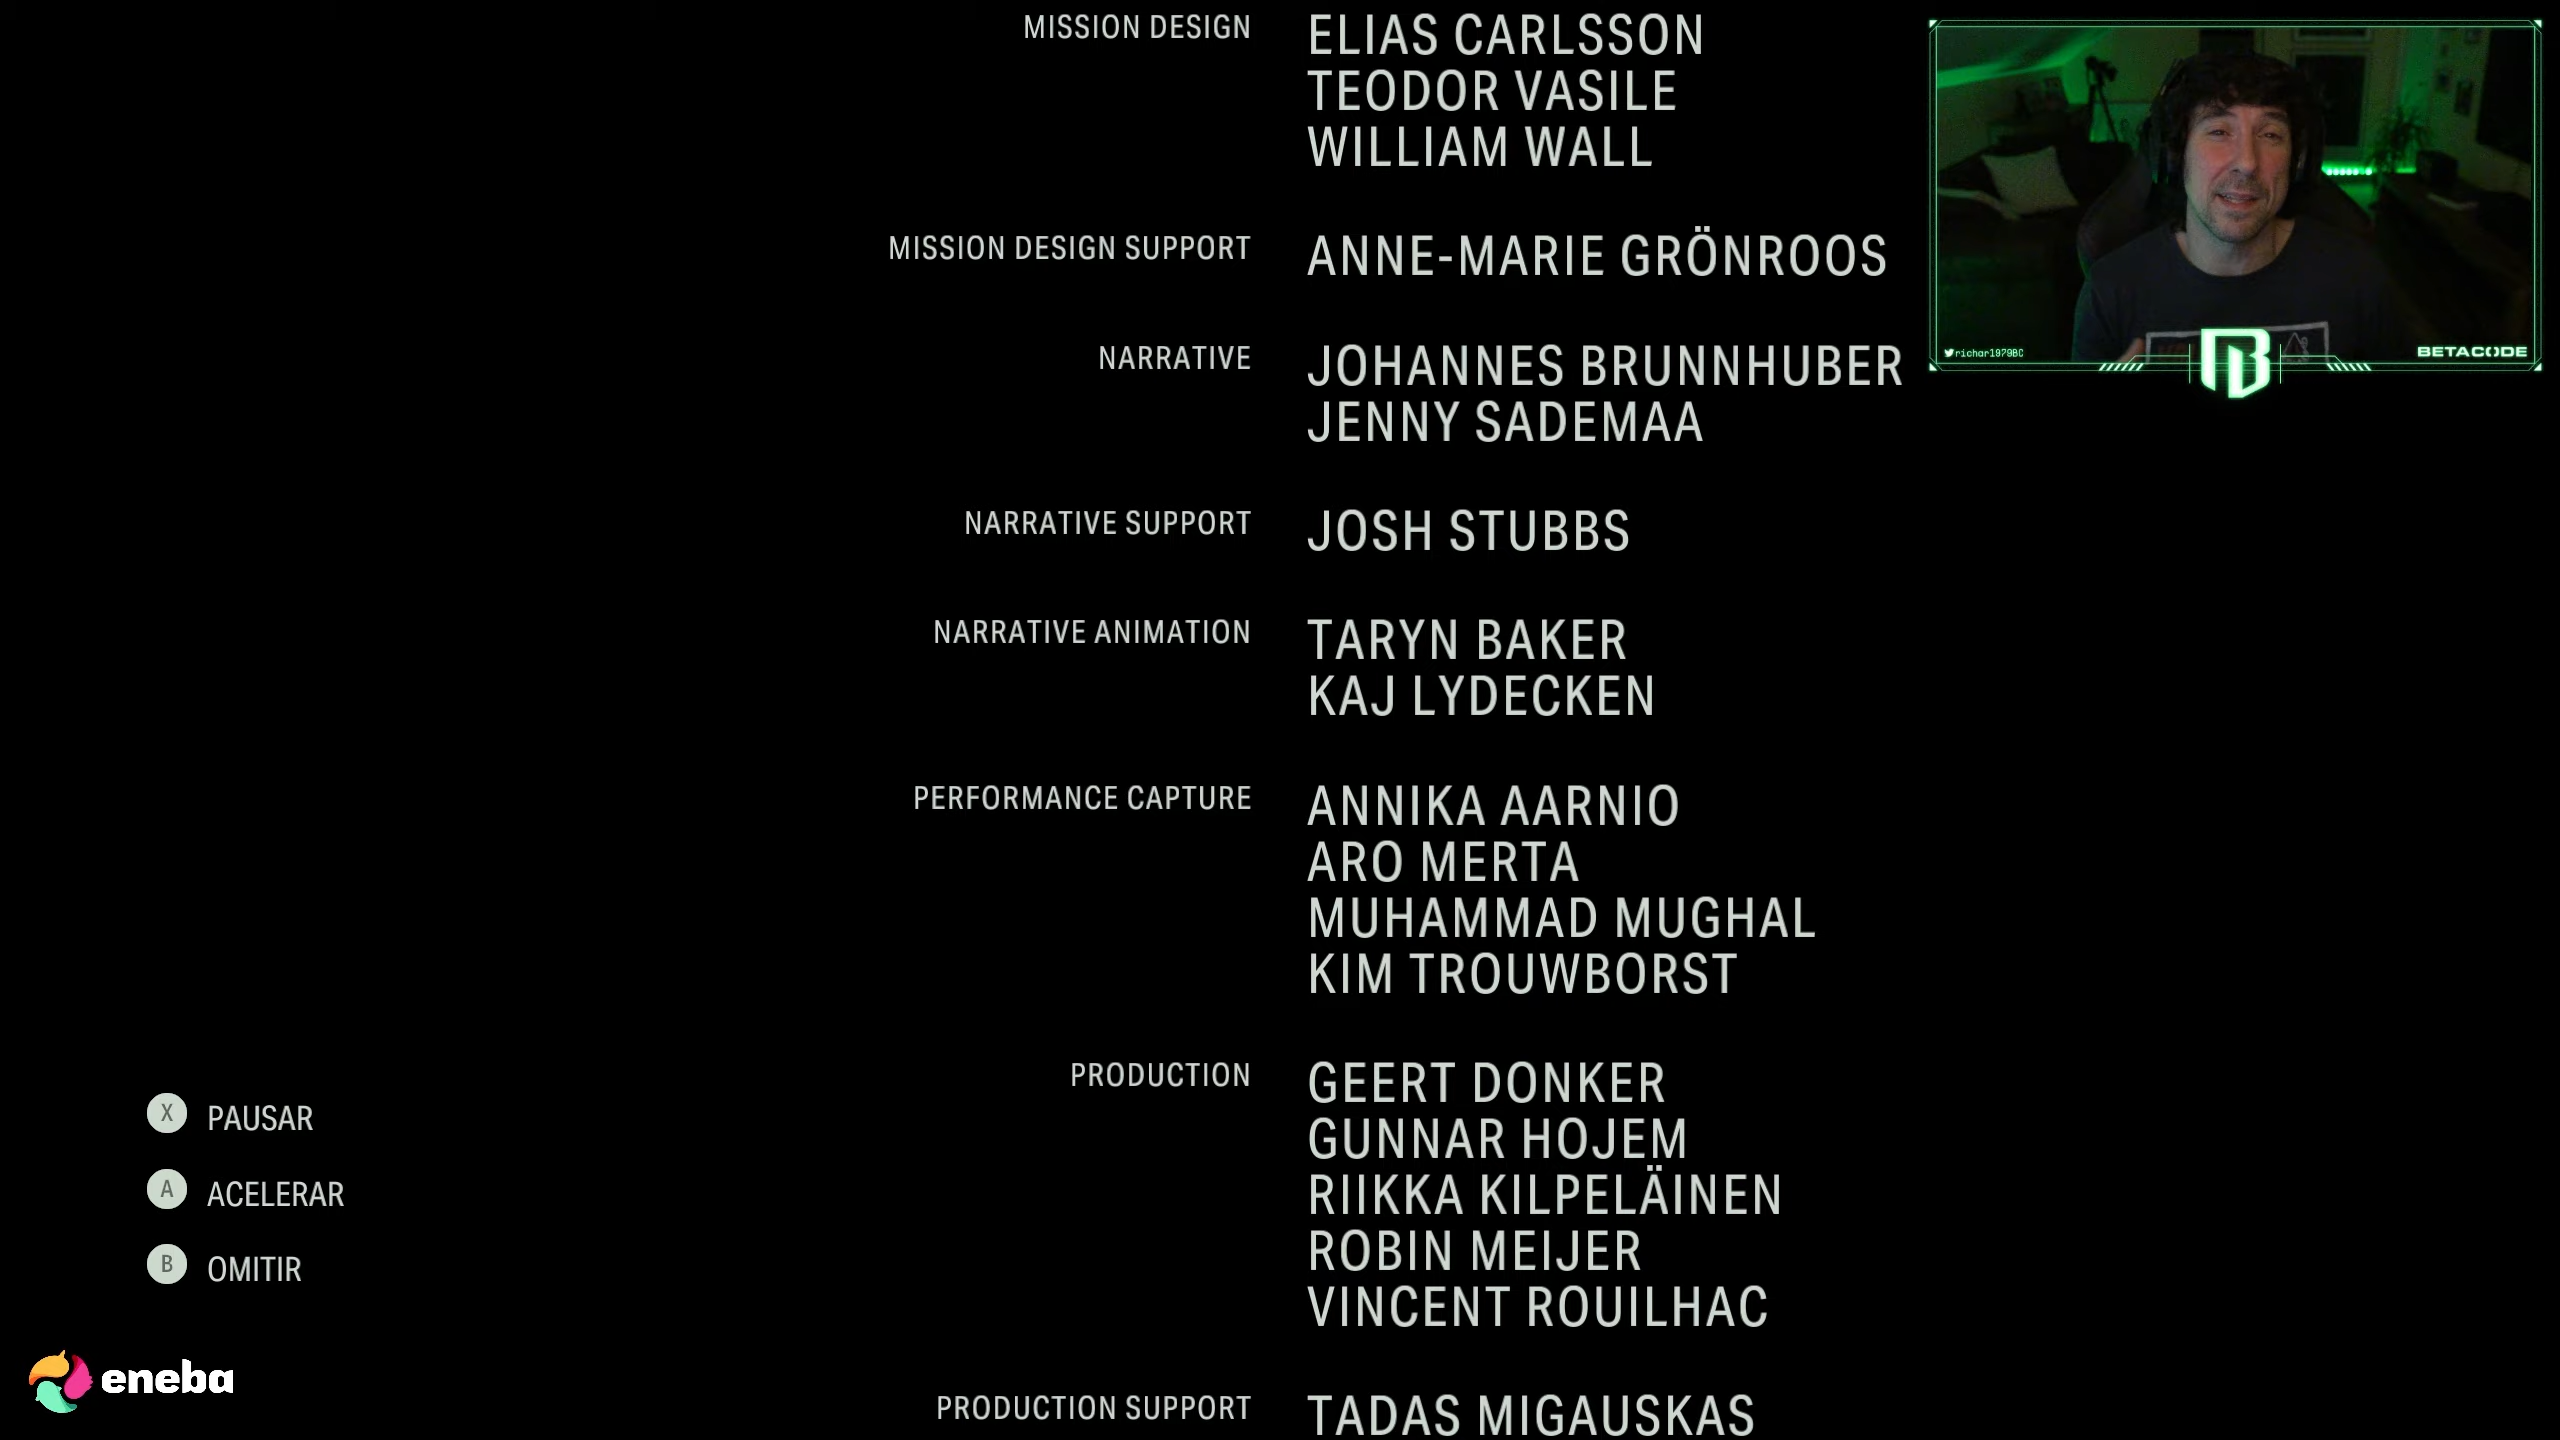 MISSION DESIGN ELIAS CARLSSON
TEODOR VASILE
WILLIAM WALL
MISSION DESIGN SUPPORT ANNE-MARIE GRÖNROOS
NARRATIVE JOHANNES BRUNNHUBER
JENNY SADEMAA
NARRATIVE SUPPORT JOSH STUBBS
NARRATIVE ANIMATION TARYN BAKER
KAJ LYDECKEN
PERFORMANCE CAPTURE ANNIKA AARNIO
ARO MERTA
MUHAMMAD MUGHAL
KIM TROUWBORST
PRODUCTION GEERT DONKER
GUNNAR HOJEM
RIIKKA KILPELÄINEN
ROBIN MEIJER
VINCENT ROUILHAC
PRODUCTION SUPPORT TADAS MIGAUSKAS
richar1979BC
BETACODE
X PAUSAR
A ACELERAR
B OMITIR
eneba